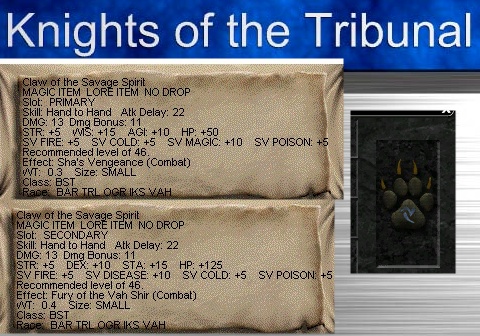 Knights of the Tribunal
Claw of the Savage Spirit
MAGIC ITEM LORE ITEM NO DROP
Slot: PRIMARY
Skill: Hand to Hand Atk Delay: 22
DMG: 13 Dmg Bonus: 11
STR: +5 WIS: +15 AGI: +10 HP: +50
SV FIRE: +5 SV COLD: +5 SV MAGIC: +10 SV POISON: +5
Recommended level of 46.
Effect: Sha's Vengeance (Combat)
WT: 0.3 Size: SMALL
Class: BST
Race: BAR TRL OGR IKS VAH
Claw of the Savage Spirit
MAGIC ITEM LORE ITEM NO DROP
Slot: SECONDARY
Skill: Hand to Hand Atk Delay: 22
DMG: 13 Dmg Bonus: 11
STR: +5 DEX: +10 STA: +15 HP: +125
SV FIRE: +5 SV DISEASE: +10 SV COLD: +5 SV POISON: +5
Recommended level of 46.
Effect: Fury of the Vah Shir (Combat)
WT: 0.4 Size: SMALL
Class: BST
Race: BAR TRL OGR IKS VAH